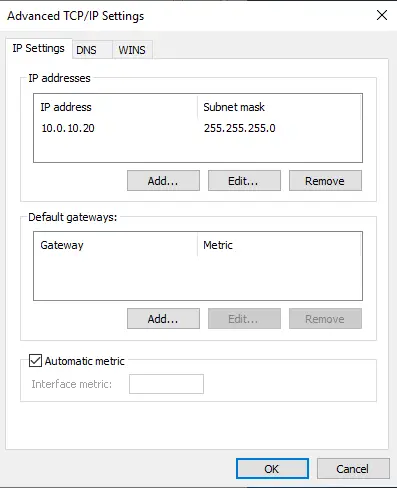 Advanced TCP/IP Settings
IP Settings DNS WINS
IP addresses
IP address Subnet mask
10.0.10.20 255.255.255.0
Add... Edit... Remove
Default gateways:
Gateway Metric
Add... Edit... Remove
Automatic metric
Interface metric:
OK Cancel